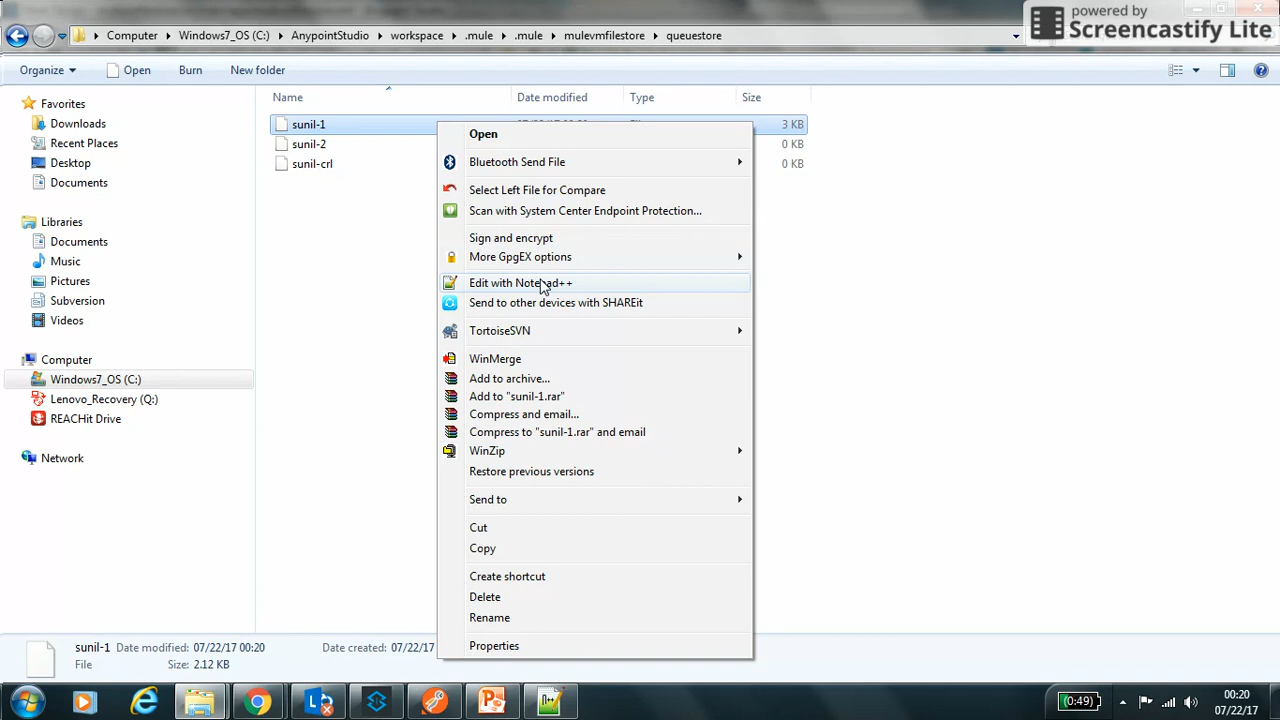 powered by
Screencastify Lite
Computer
Windows7_OS (C:)
.mule
.mule
mulevmfilestore
queuestore
Organize
Open
Burn
New folder
Name
Date modified
Type
Size
Favorites
Downloads
Recent Places
Desktop
Documents
Libraries
Documents
Music
Pictures
Subversion
Videos
Computer
Windows7_OS (C:)
Lenovo_Recovery (Q:)
REACHit Drive
Network
sunil-1
3 KB
sunil-2
0 KB
sunil-crl
0 KB
Open
Bluetooth Send File
Select Left File for Compare
Scan with System Center Endpoint Protection...
Sign and encrypt
More GpgEX options
Edit with Notepad++
Send to other devices with SHAREit
TortoiseSVN
WinMerge
Add to archive...
Add to "sunil-1.rar"
Compress and email...
Compress to "sunil-1.rar" and email
WinZip
Restore previous versions
Send to
Cut
Copy
Create shortcut
Delete
Rename
Properties
sunil-1 Date modified: 07/22/17 00:20
Date created: 07/22/17
File
Size: 2.12 KB
(0:49)
00:20
07/22/17